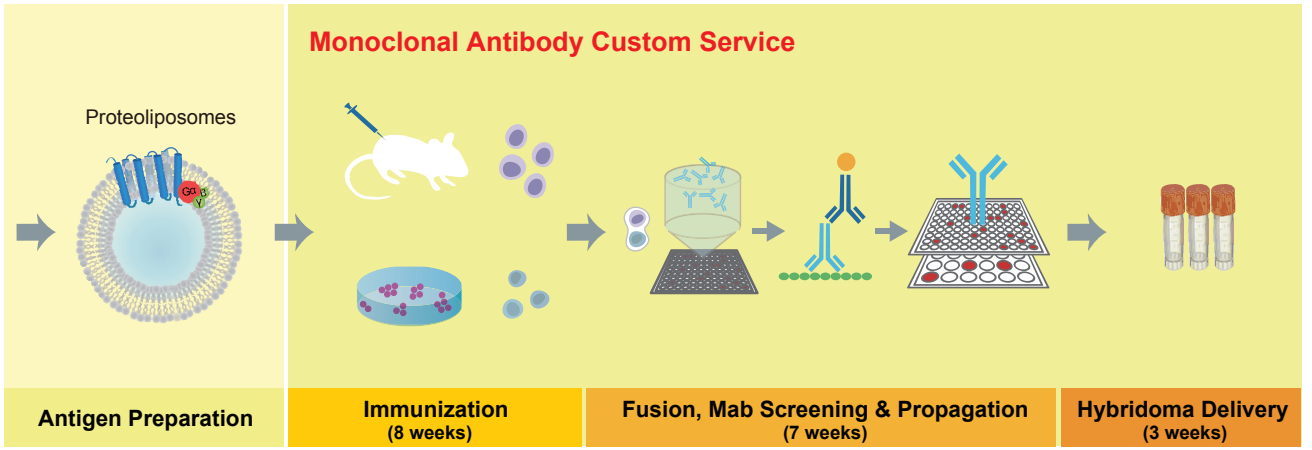 Monoclonal Antibody Custom Service
Proteoliposomes
Gα
β
γ
Antigen Preparation
Immunization
(8 weeks)
Fusion, Mab Screening & Propagation
(7 weeks)
Hybridoma Delivery
(3 weeks)